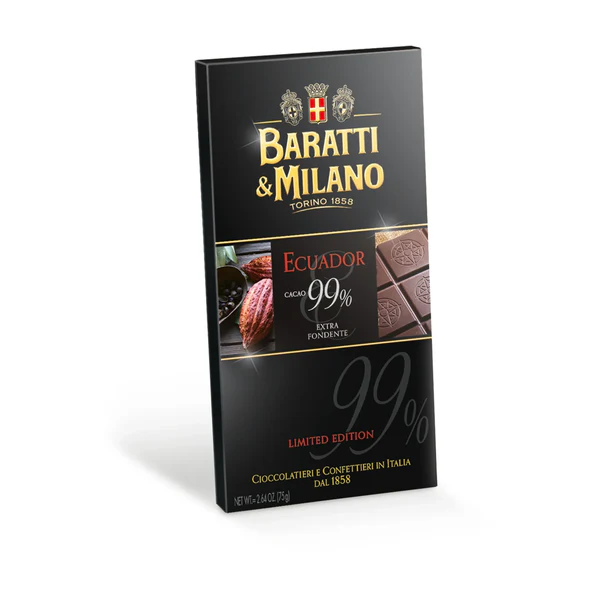 BARATTI
& MILANO
TORINO 1858
ECUADOR
CACAO 99%
EXTRA
FONDENTE
99%
LIMITED EDITION
CIOCCOLATIERI E CONFETTIERI IN ITALIA
DAL 1858
NET WT.= 2.64 OZ. (75g)